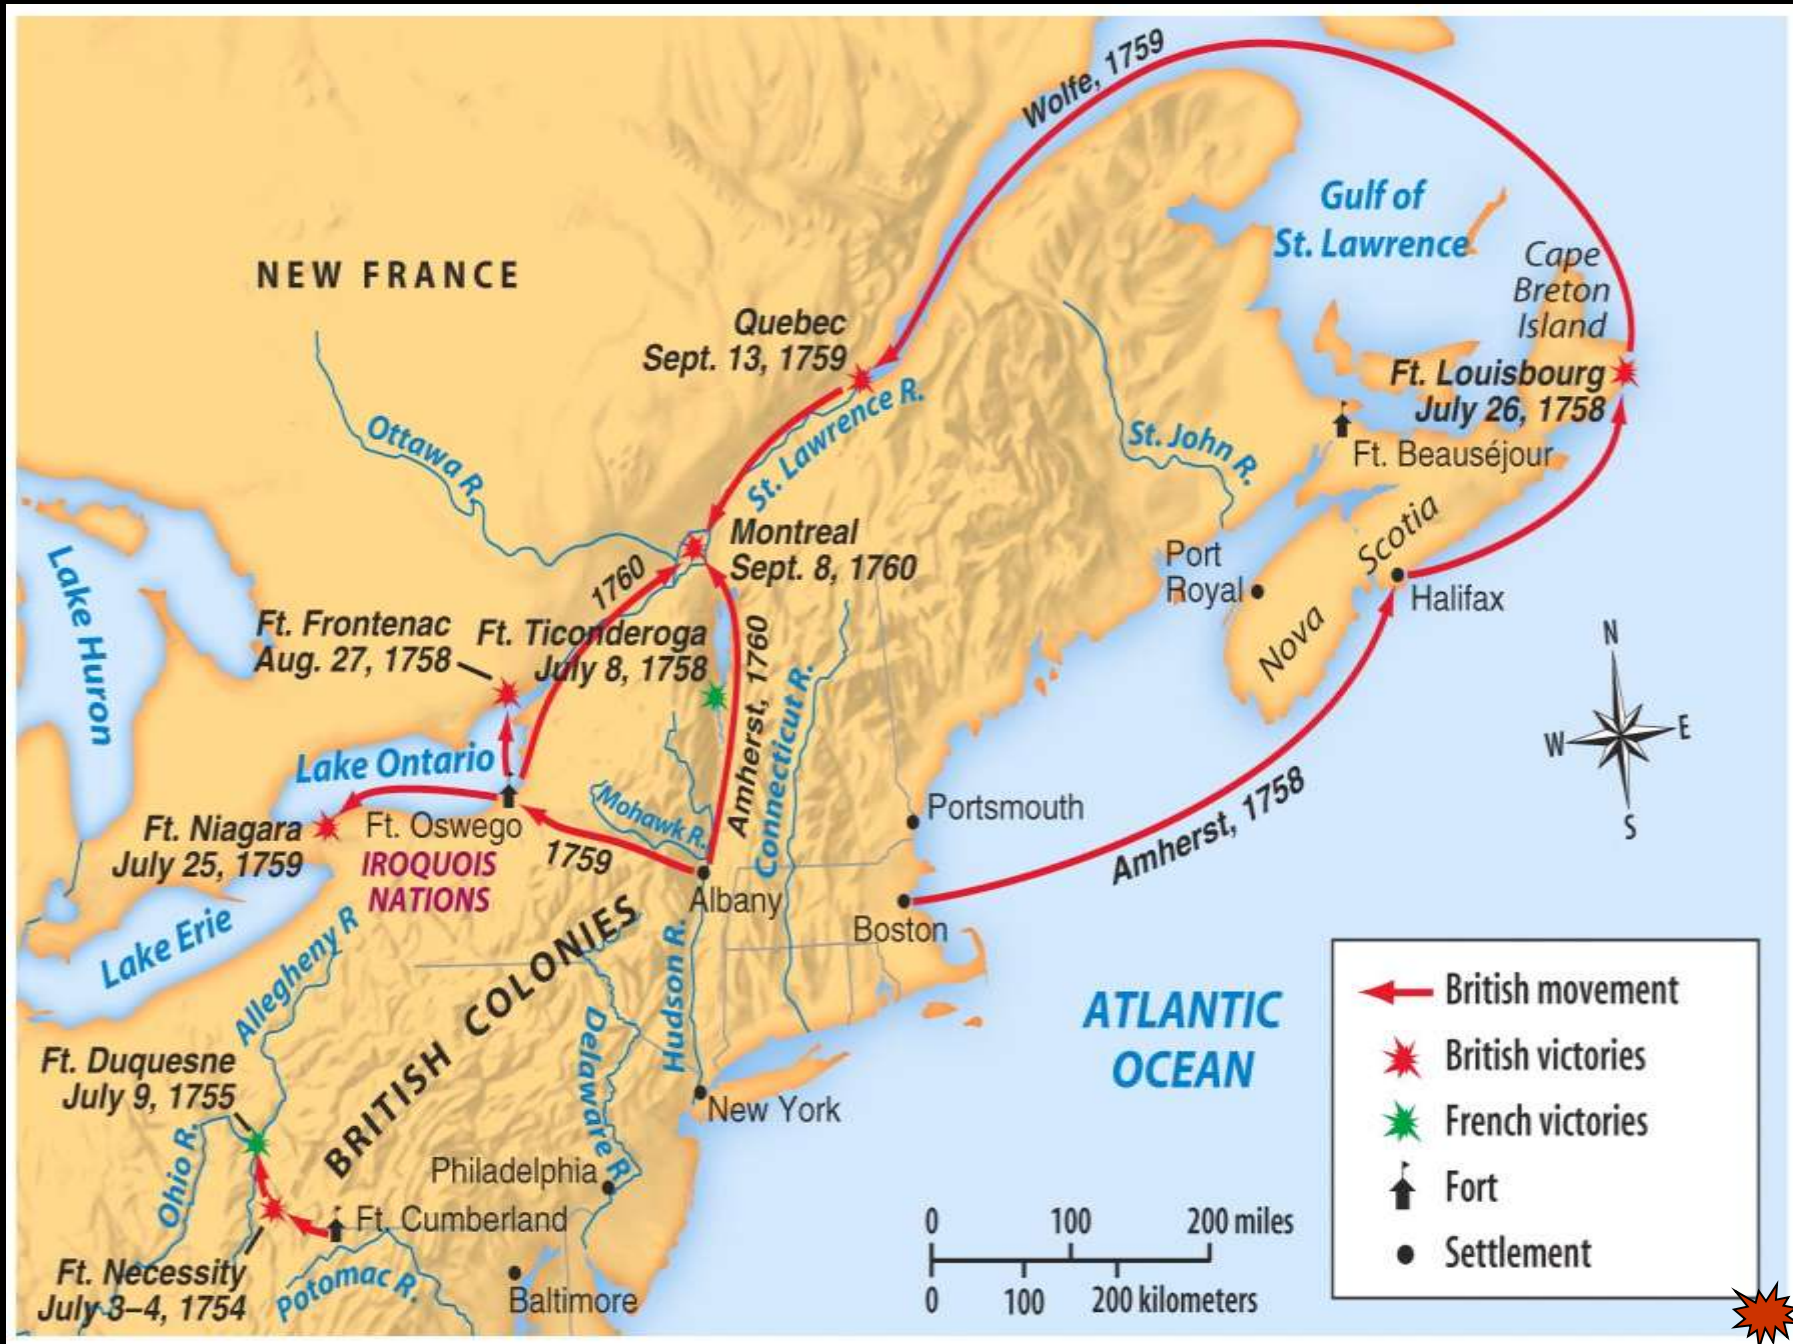 Wolfe, 1759
Gulf of
St. Lawrence
Cape
Breton
Island
NEW FRANCE
Quebec
Sept. 13, 1759
Ft. Louisbourg
July 26, 1758
St. Lawrence R.
Ottawa R.
St. John R.
Ft. Beauséjour
Montreal
Sept. 8, 1760
Port
Royal
Nova
Scotia
Halifax
Lake Huron
1760
Ft. Frontenac
Aug. 27, 1758
Ft. Ticonderoga
July 8, 1758
Amherst, 1760
Connecticut R.
N
W
E
S
Lake Ontario
Mohawk R.
Portsmouth
Amherst, 1758
Ft. Niagara
July 25, 1759
Ft. Oswego
1759
IROQUOIS
NATIONS
Albany
Boston
Lake Erie
Allegheny R
BRITISH COLONIES
Hudson R.
Delaware R.
ATLANTIC
OCEAN
Ft. Duquesne
July 9, 1755
New York
Ohio R.
Philadelphia
Ft. Cumberland
Ft. Necessity
July 3–4, 1754
Potomac R.
Baltimore
0 100 200 miles
0 100 200 kilometers
British movement
British victories
French victories
Fort
Settlement